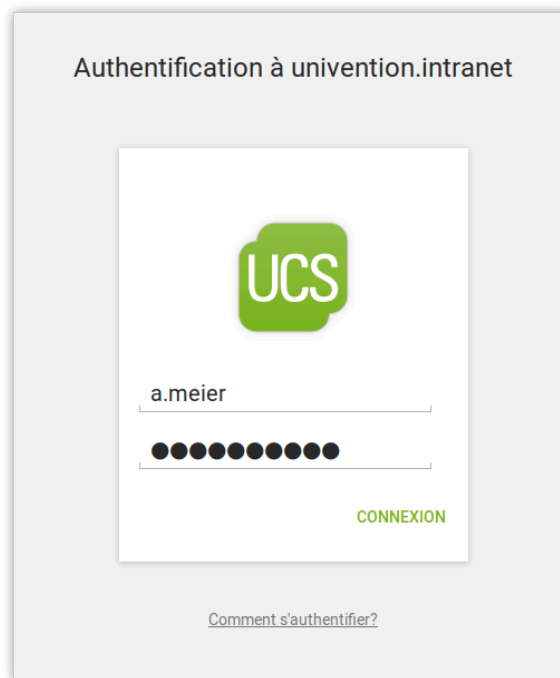 Authentification à univention.intranet
UCS
a.meier
●●●●●●●●●●
CONNEXION
Comment s'authentifier?